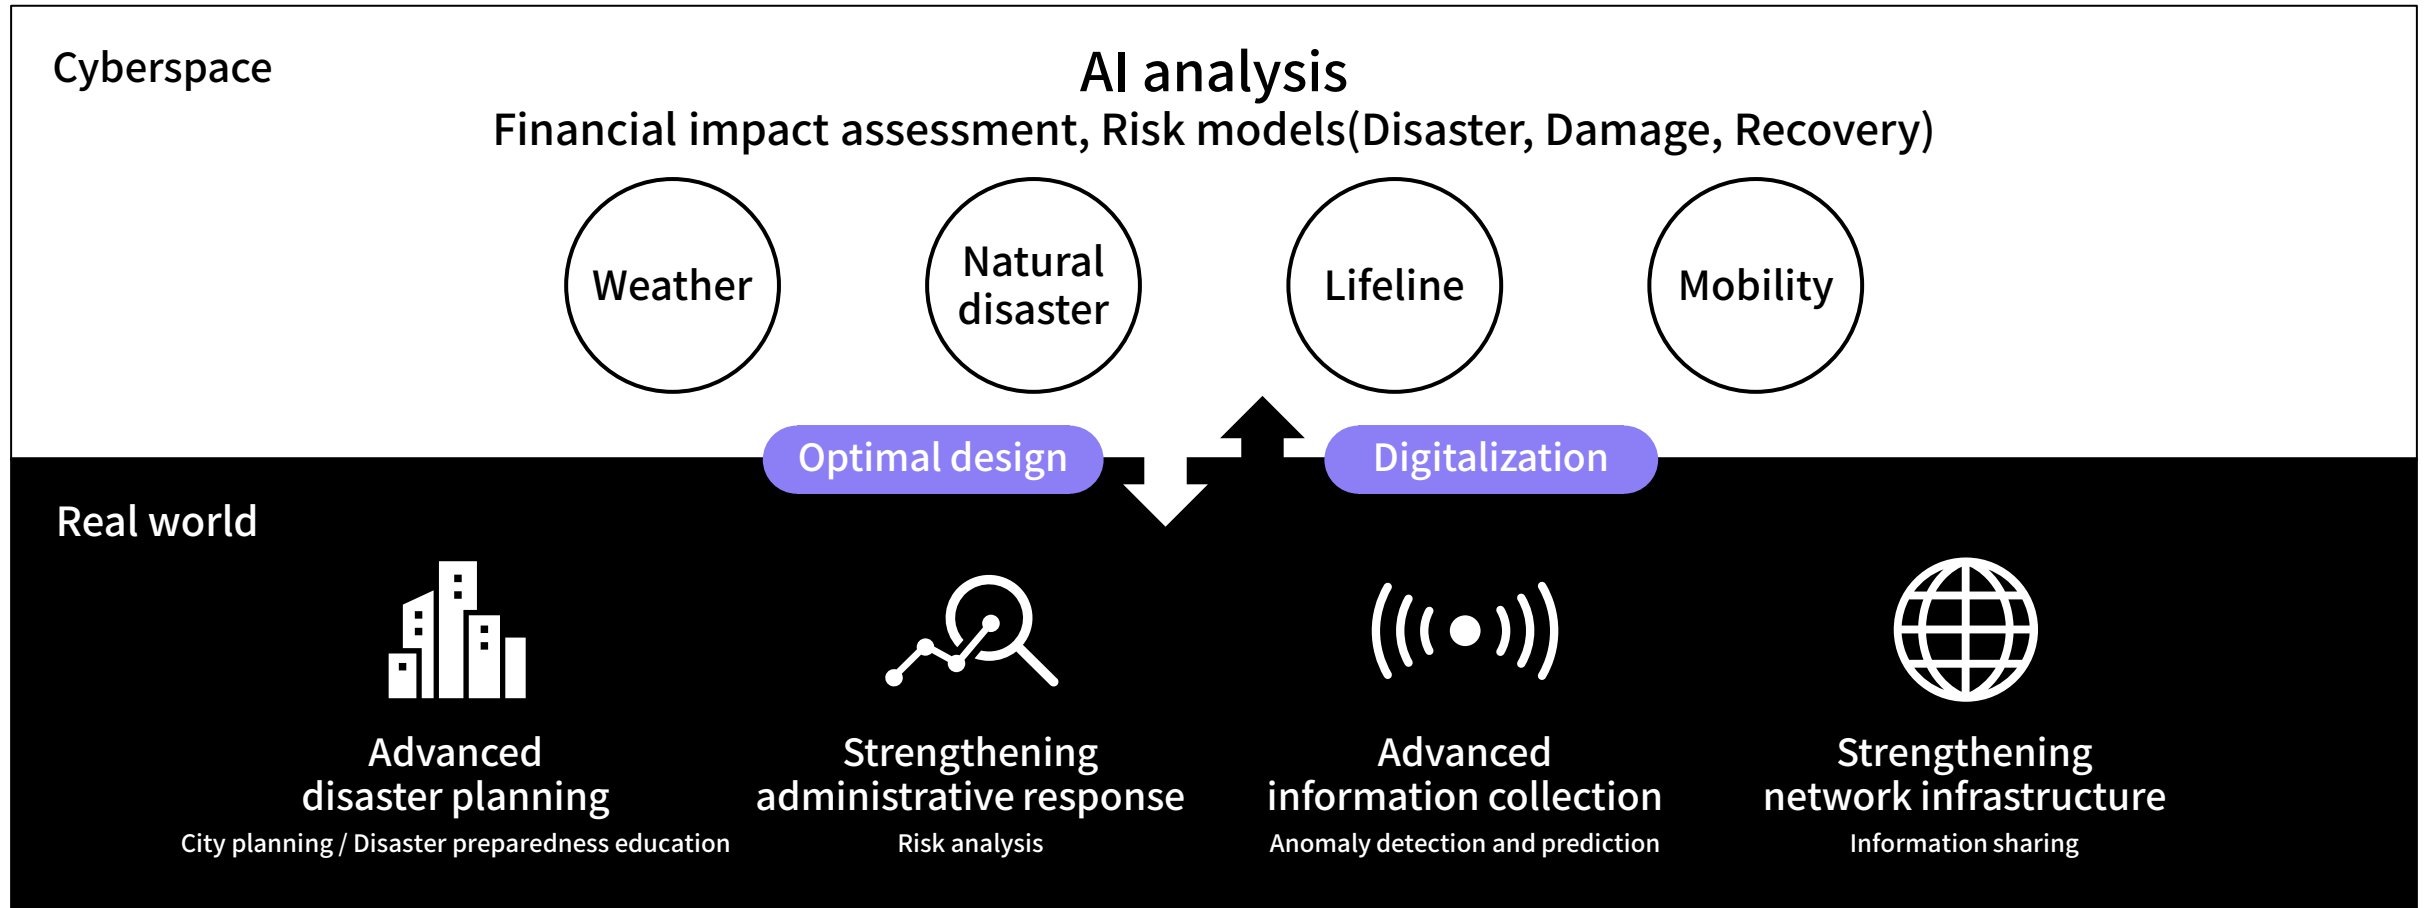 Cyberspace
AI analysis
Financial impact assessment, Risk models(Disaster, Damage, Recovery)
Weather
Natural
disaster
Lifeline
Mobility
Optimal design
Digitalization
Real world
Advanced
disaster planning
City planning / Disaster preparedness education
Strengthening
administrative response
Risk analysis
Advanced
information collection
Anomaly detection and prediction
Strengthening
network infrastructure
Information sharing